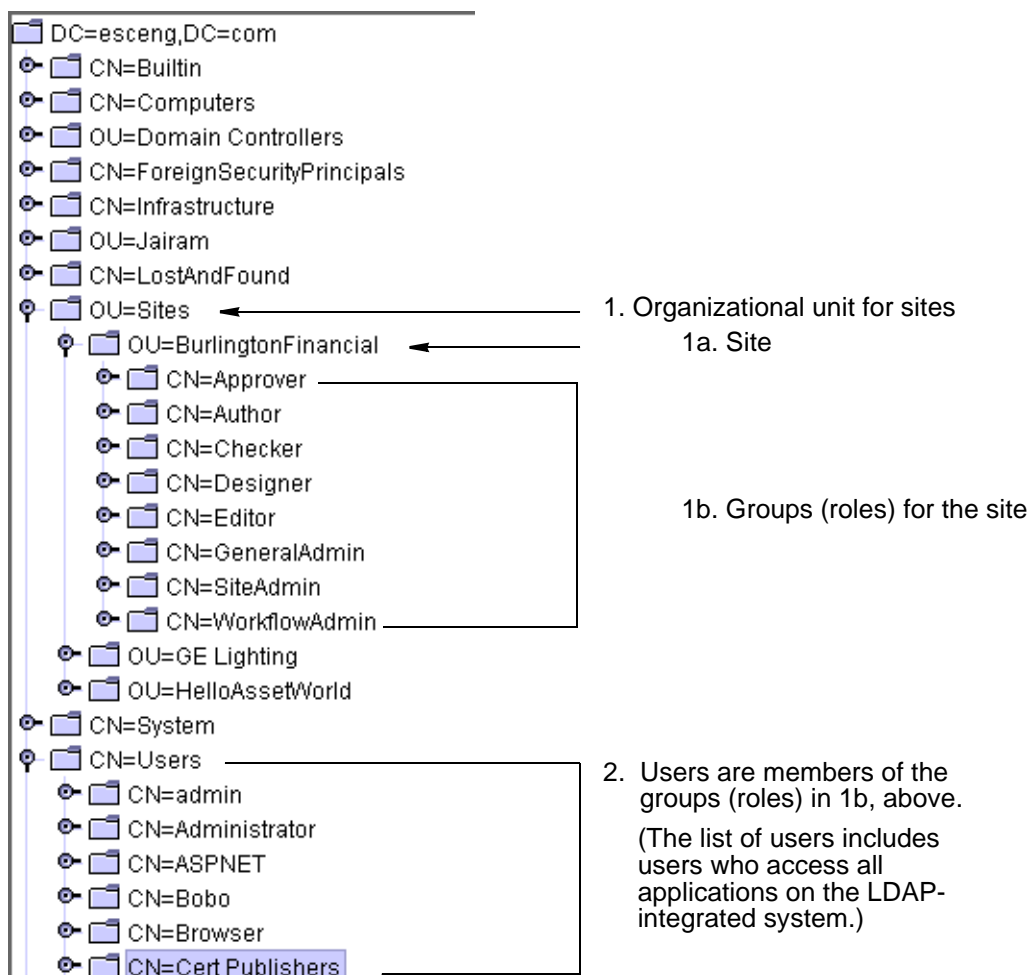 DC=esceng,DC=com
CN=Builtin
CN=Computers
OU=Domain Controllers
CN=ForeignSecurityPrincipals
CN=Infrastructure
OU=Jairam
CN=LostAndFound
OU=Sites
1. Organizational unit for sites
OU=BurlingtonFinancial
1a. Site
CN=Approver
CN=Author
CN=Checker
CN=Designer
CN=Editor
1b. Groups (roles) for the site
CN=GeneralAdmin
CN=SiteAdmin
CN=WorkflowAdmin
OU=GE Lighting
OU=HelloAssetWorld
CN=System
CN=Users
2. Users are members of the
groups (roles) in 1b, above.
(The list of users includes
users who access all
applications on the LDAP-
integrated system.)
CN=admin
CN=Administrator
CN=ASPNET
CN=Bobo
CN=Browser
CN=Cert Publishers